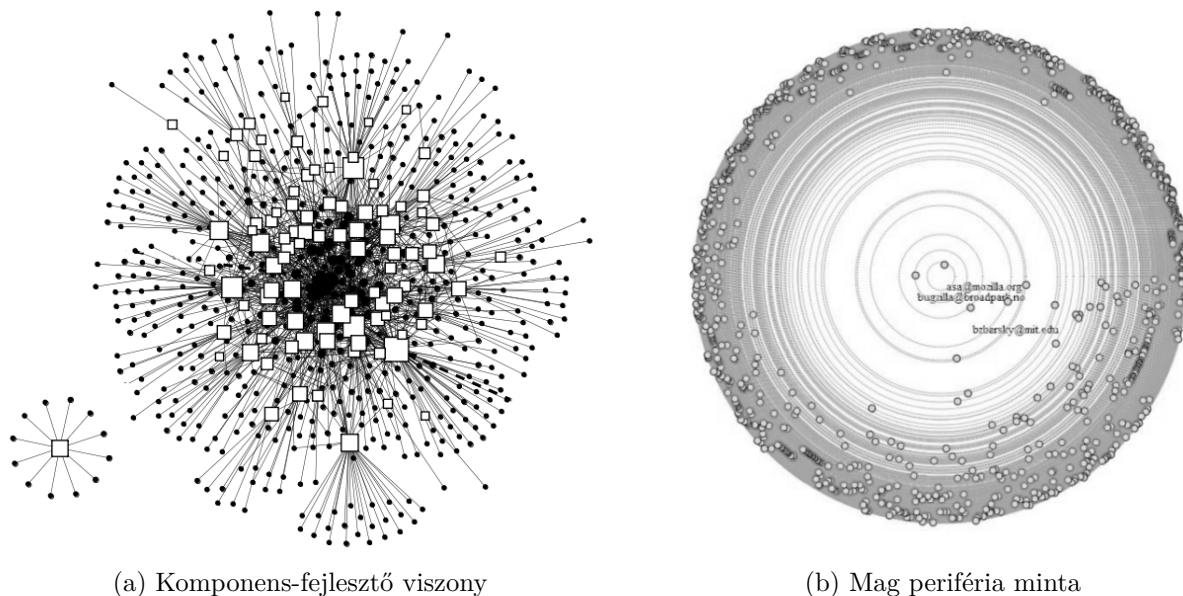 asa@mozilla.org
bugzilla@broadpark.no
bzbarsky@mit.edu
(a) Komponens-fejlesztő viszony
(b) Mag periféria minta